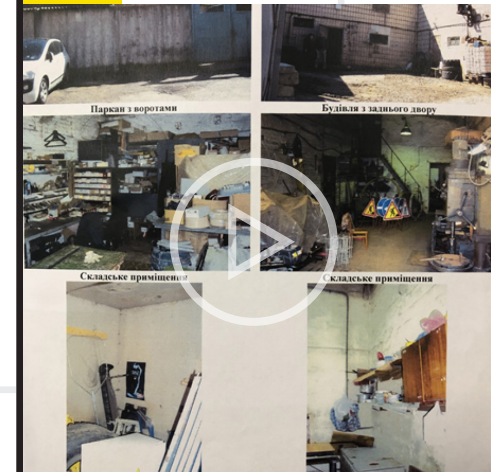 Паркан з воротами
Будівля з заднього двору
Складське приміщення
Складське приміщення